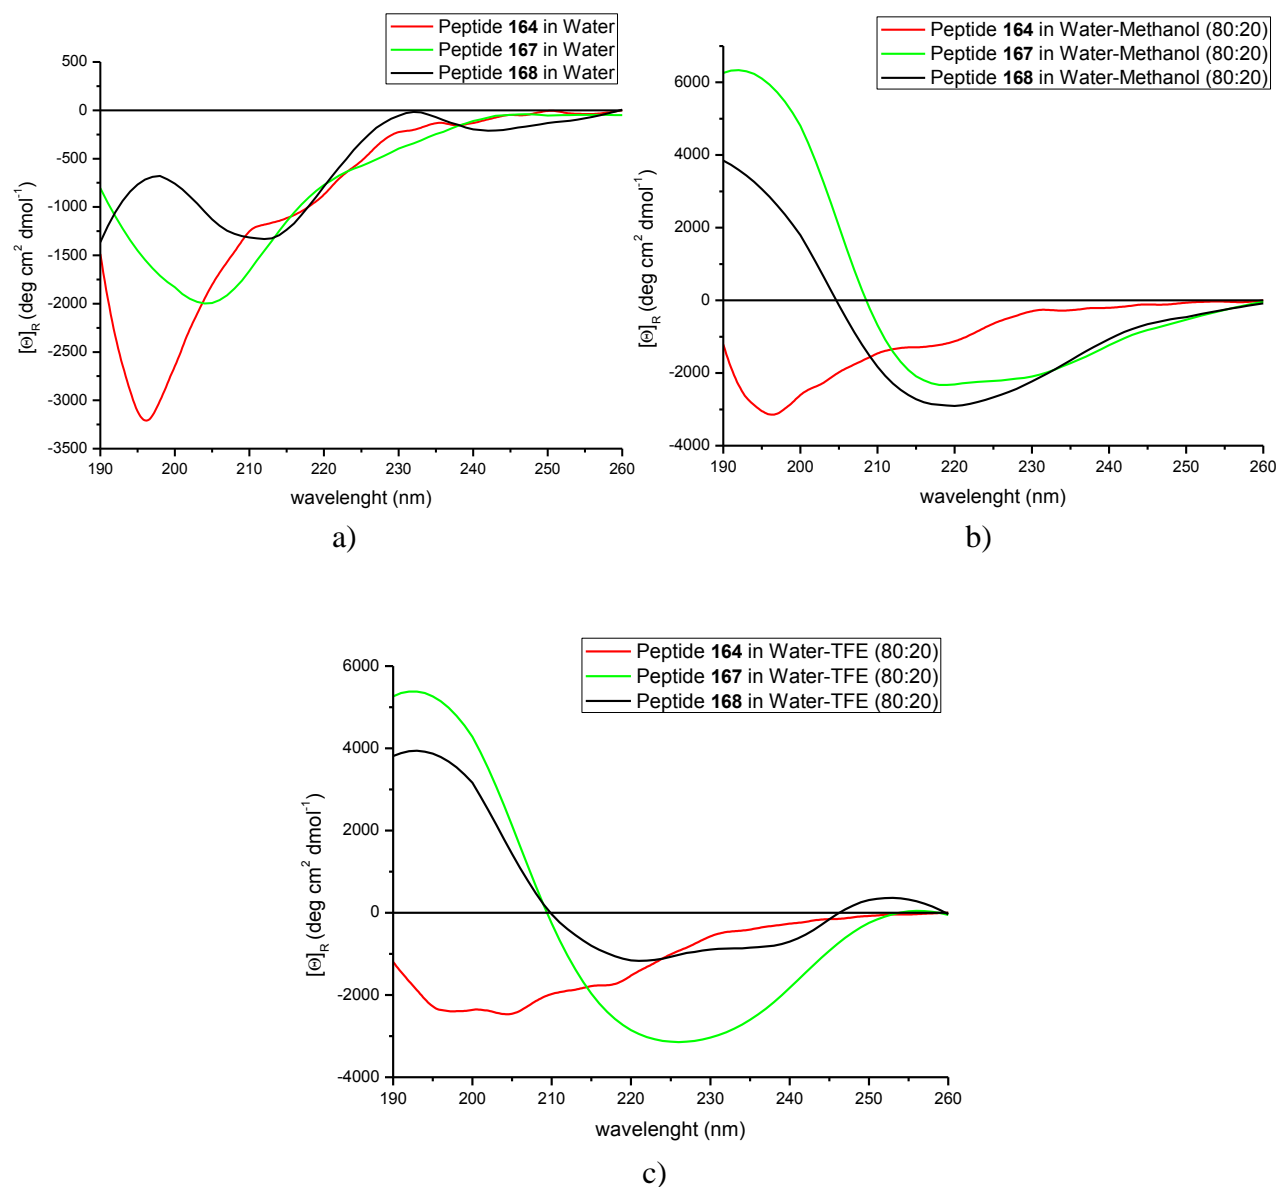 Peptide 164 in Water
Peptide 167 in Water
Peptide 168 in Water
500
0
-500
-1000
-1500
-2000
-2500
-3000
-3500
190 200 210 220 230 240 250 260
[Θ]R (deg cm2 dmol-1)
wavelenght (nm)
a)
Peptide 164 in Water-Methanol (80:20)
Peptide 167 in Water-Methanol (80:20)
Peptide 168 in Water-Methanol (80:20)
6000
4000
2000
0
-2000
-4000
190 200 210 220 230 240 250 260
[Θ]R (deg cm2 dmol-1)
wavelenght (nm)
b)
Peptide 164 in Water-TFE (80:20)
Peptide 167 in Water-TFE (80:20)
Peptide 168 in Water-TFE (80:20)
6000
4000
2000
0
-2000
-4000
190 200 210 220 230 240 250 260
[Θ]R (deg cm2 dmol-1)
wavelenght (nm)
c)